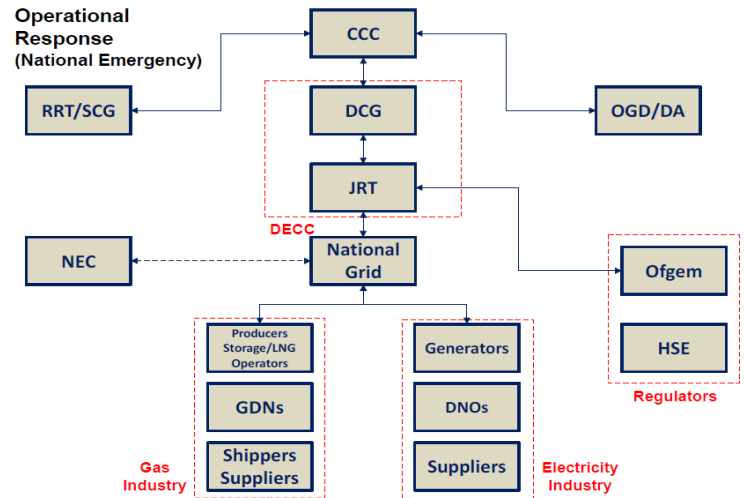 Operational
Response
(National Emergency)
CCC
RRT/SCG
DCG
OGD/DA
JRT
DECC
NEC
National
Grid
Ofgem
HSE
Regulators
Producers
Storage/LNG
Operators
GDNs
Shippers
Suppliers
Gas
Industry
Generators
DNOs
Suppliers
Electricity
Industry